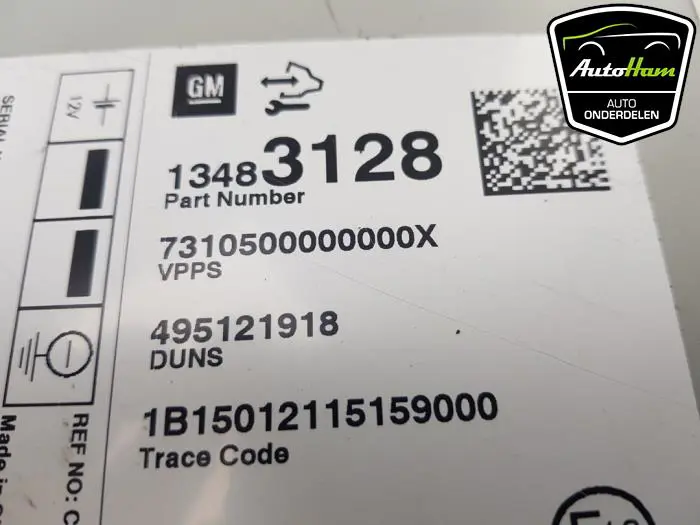 AutoHam
AUTO
ONDERDELEN
GM
13483128
Part Number
7310500000000X
VPPS
495121918
DUNS
1B15012115159000
Trace Code
12V
SERIAL
REF NO:
Made in